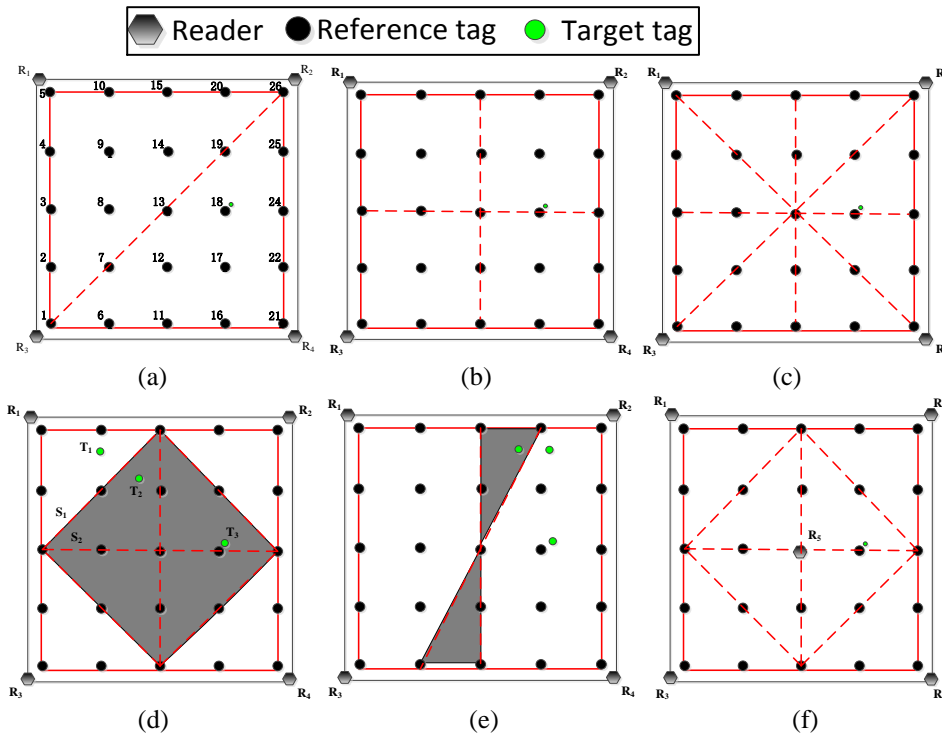 Reader Reference tag Target tag
R1 R2
5 10 15 20 26
4 9 14 19 25
3 8 13 18 24
2 7 12 17 22
1 6 11 16 21
R3 R4
(a)
R1 R2
R3 R4
(b)
R1 R
R3 R
(c)
R1 R2
T1
T2
S1
S2 T3
R3 R4
(d)
R1 R2
R3 R4
(e)
R1 R
R5
R3 R
(f)